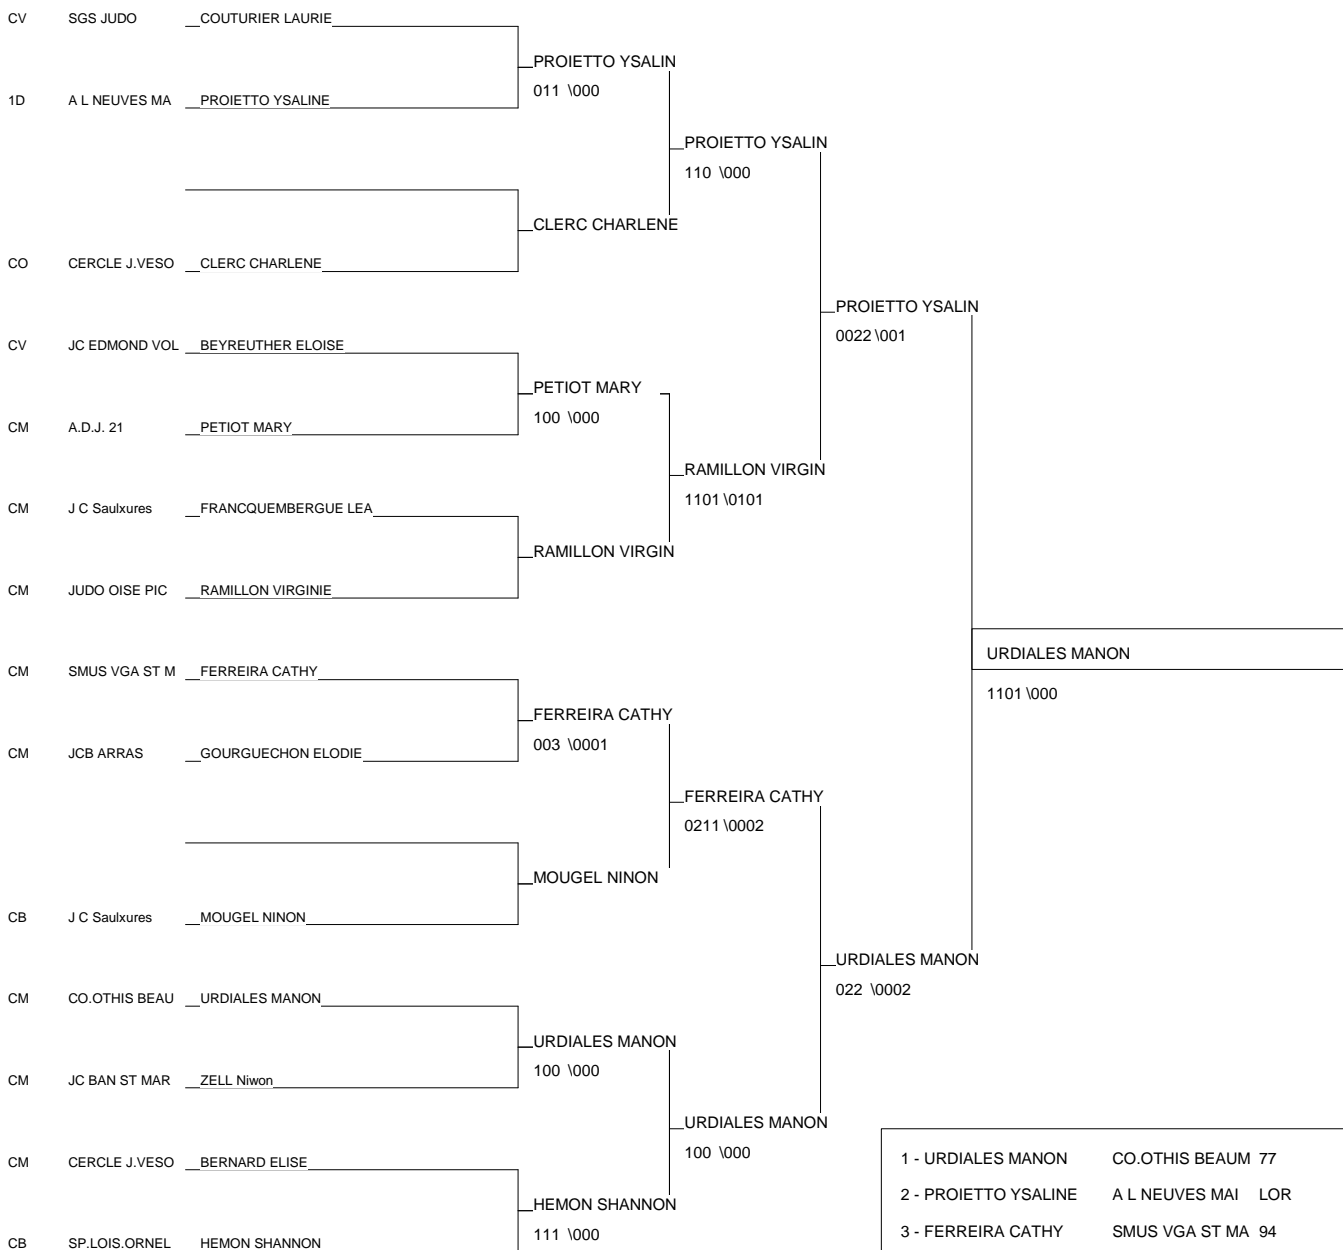 CV SGS JUDO COUTURIER LAURIE
PROIETTO YSALIN
011 \000
1D A L NEUVES MA PROIETTO YSALINE
PROIETTO YSALIN
110 \000
CLERC CHARLENE
CO CERCLE J.VESO CLERC CHARLENE
PROIETTO YSALIN
0022 \001
CV JC EDMOND VOL BEYREUTHER ELOISE
PETIOT MARY
100 \000
CM A.D.J. 21 PETIOT MARY
RAMILLON VIRGIN
1101 \0101
CM J C Saulxures FRANCQUEMBERGUE LEA
RAMILLON VIRGIN
CM JUDO OISE PIC RAMILLON VIRGINIE
URDIALES MANON
1101 \000
CM SMUS VGA ST M FERREIRA CATHY
FERREIRA CATHY
003 \0001
CM JCB ARRAS GOURGUECHON ELODIE
FERREIRA CATHY
0211 \0002
MOUGEL NINON
CB J C Saulxures MOUGEL NINON
URDIALES MANON
022 \0002
CM CO.OTHIS BEAU URDIALES MANON
URDIALES MANON
100 \000
CM JC BAN ST MAR ZELL Niwon
URDIALES MANON
100 \000
CM CERCLE J.VESO BERNARD ELISE
HEMON SHANNON
111 \000
CB SP.LOIS.ORNEL HEMON SHANNON
1 - URDIALES MANON CO.OTHIS BEAUM 77
2 - PROIETTO YSALINE A L NEUVES MAI LOR
3 - FERREIRA CATHY SMUS VGA ST MA 94